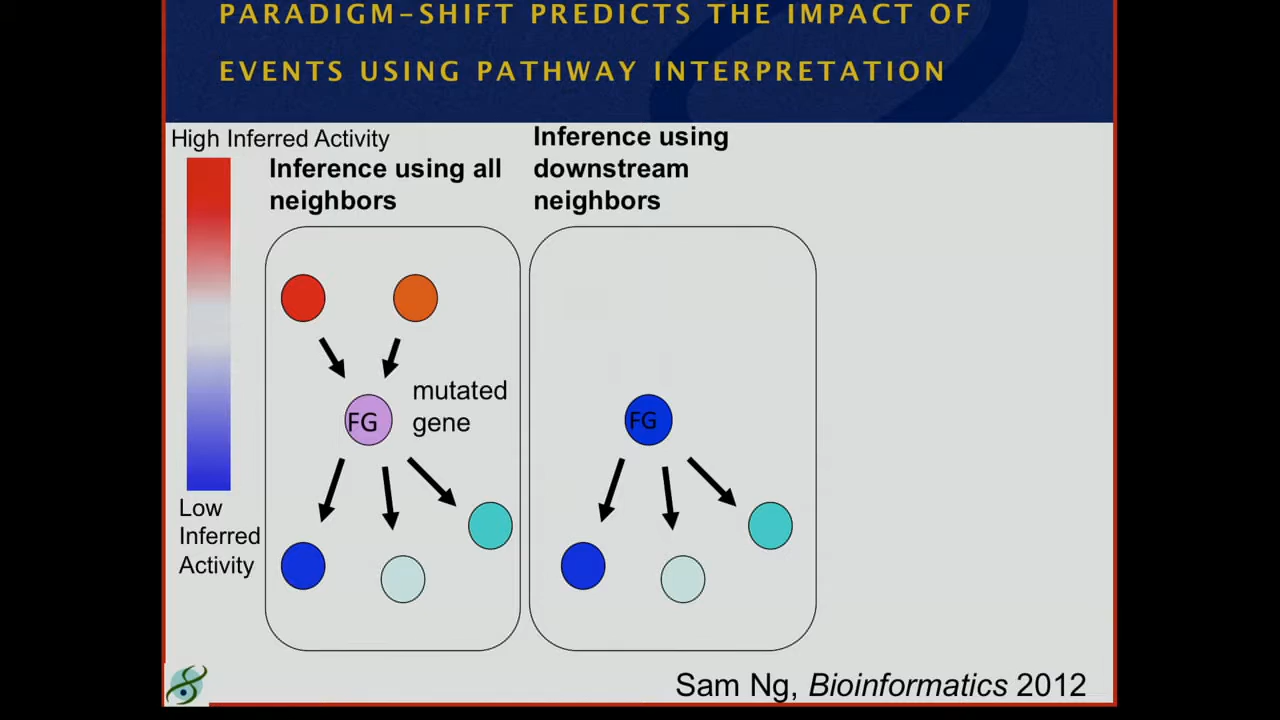 PARADIGM-SHIFT PREDICTS THE IMPACT OF
EVENTS USING PATHWAY INTERPRETATION
High Inferred Activity
Inference using all
neighbors
Inference using
downstream
neighbors
mutated
gene
FG
FG
Low
Inferred
Activity
Sam Ng, Bioinformatics 2012